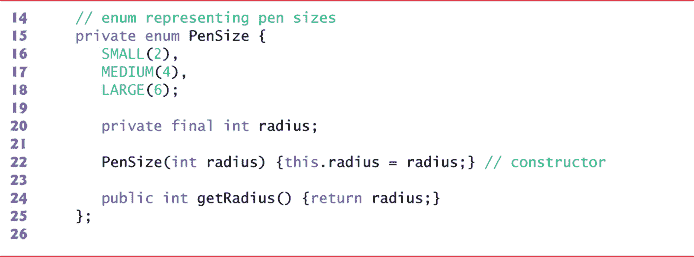 14 // enum representing pen sizes
15 private enum PenSize {
16 SMALL(2),
17 MEDIUM(4),
18 LARGE(6);
19
20 private final int radius;
21
22 PenSize(int radius) {this.radius = radius;} // constructor
23
24 public int getRadius() {return radius;}
25 };
26